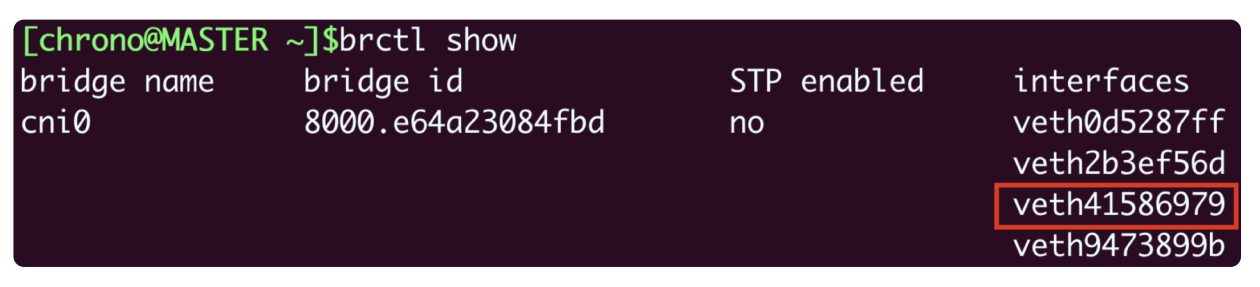 [chrono@MASTER ~]$brctl show
bridge name bridge id STP enabled interfaces
cni0 8000.e64a23084fbd no veth0d5287ff
veth2b3ef56d
veth41586979
veth9473899b